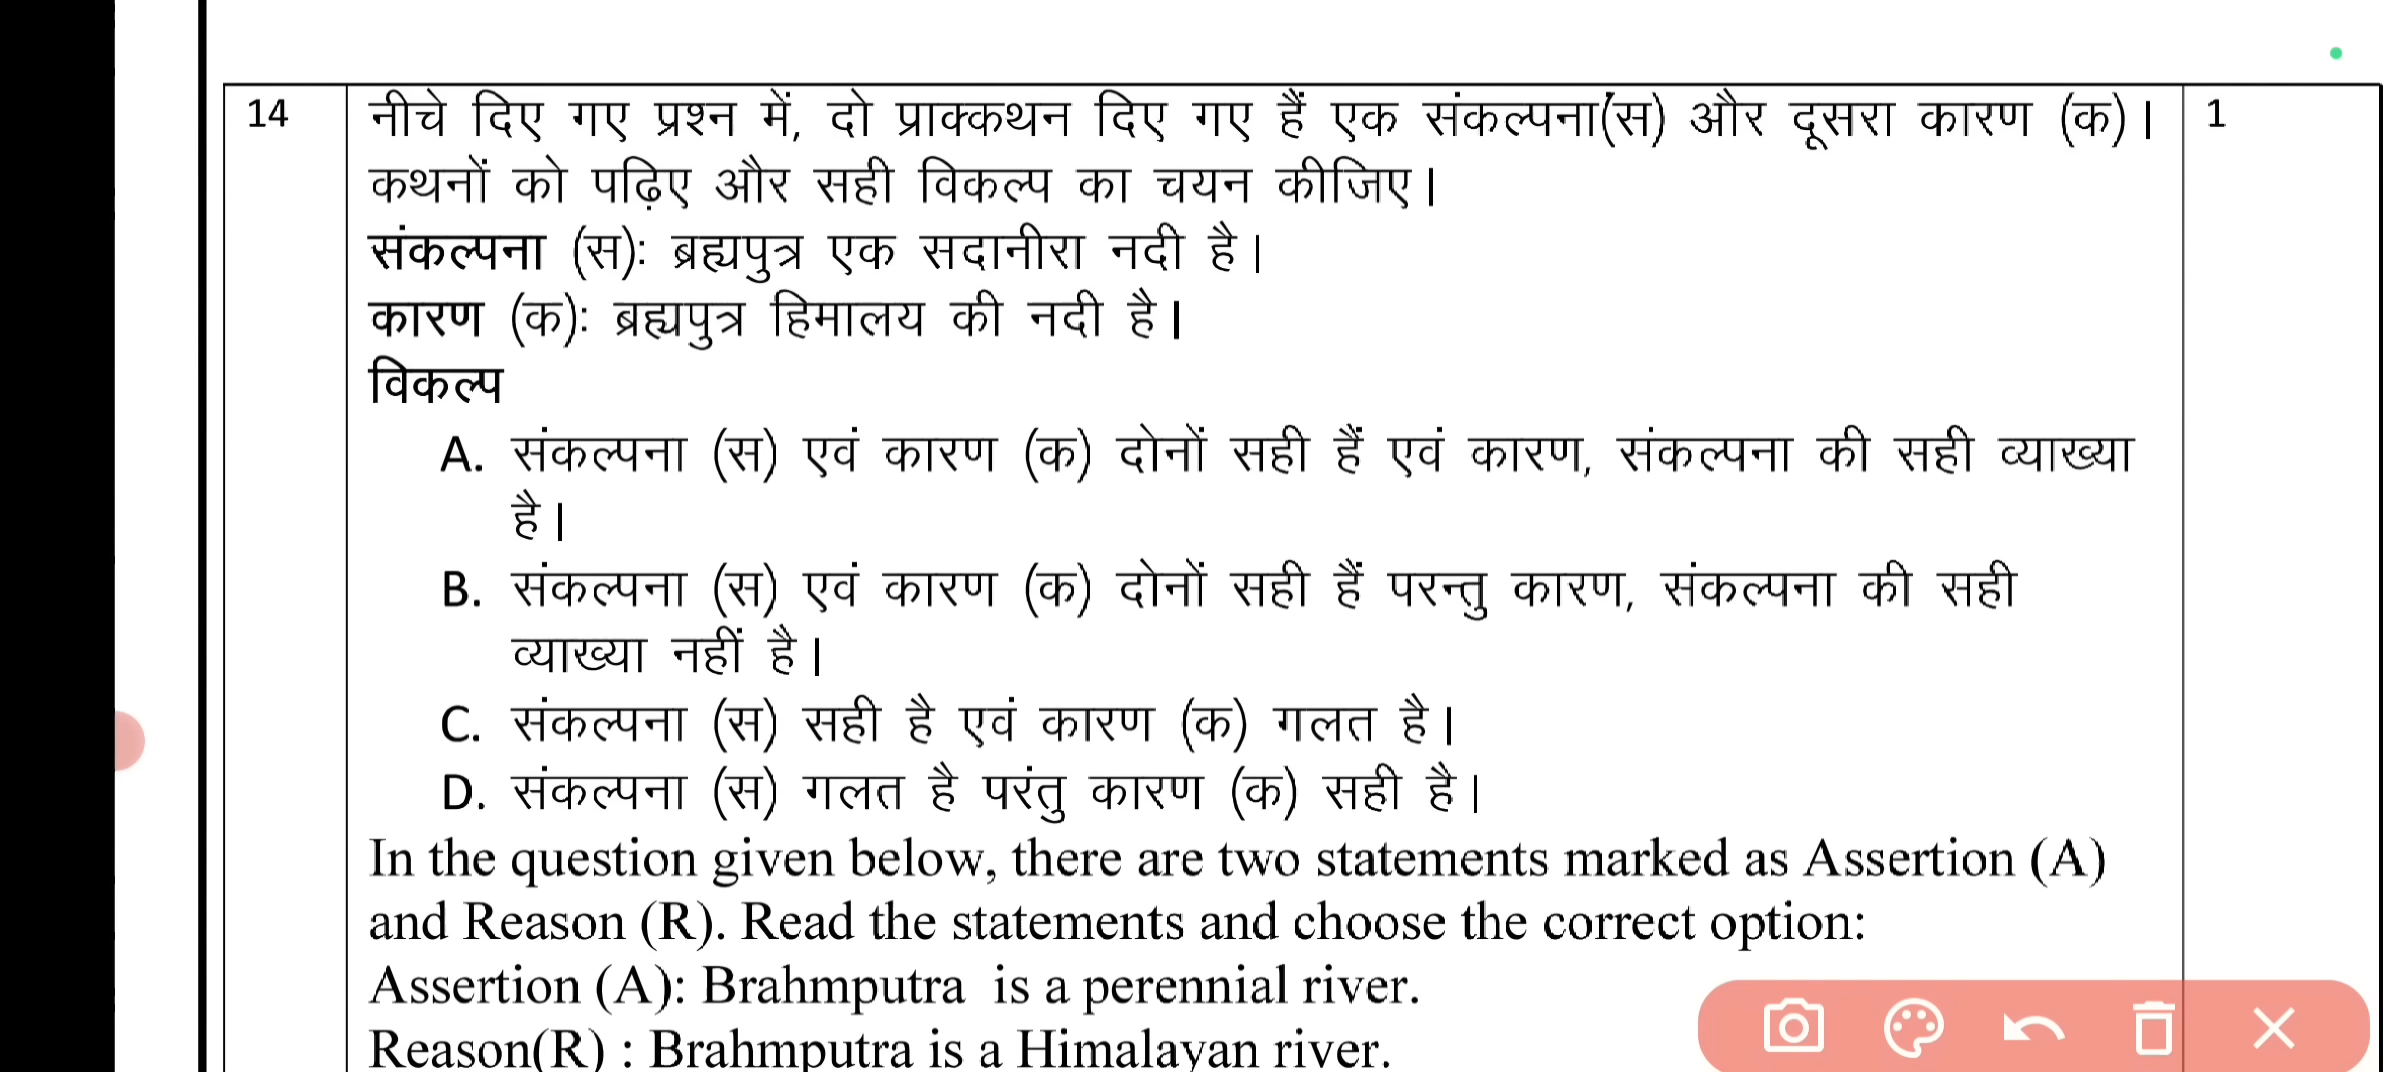 14
नीचे दिए गए प्रश्न में, दो प्राक्कथन दिए गए हैं एक संकल्पना(स) और दूसरा कारण (क)।
1
कथनों को पढ़िए और सही विकल्प का चयन कीजिए।
संकल्पना (स): ब्रह्यपुत्र एक सदानीरा नदी है।
कारण (क): ब्रह्यपुत्र हिमालय की नदी है।
विकल्प
A. संकल्पना (स) एवं कारण (क) दोनों सही हैं एवं कारण, संकल्पना की सही व्याख्या
है।
B. संकल्पना (स) एवं कारण (क) दोनों सही हैं परन्तु कारण, संकल्पना की सही
व्याख्या नहीं है।
C. संकल्पना (स) सही है एवं कारण (क) गलत है।
D. संकल्पना (स) गलत है परंतु कारण (क) सही है।
In the question given below, there are two statements marked as Assertion (A)
and Reason (R). Read the statements and choose the correct option:
Assertion (A): Brahmputra is a perennial river.
Reason(R) : Brahmputra is a Himalayan river.